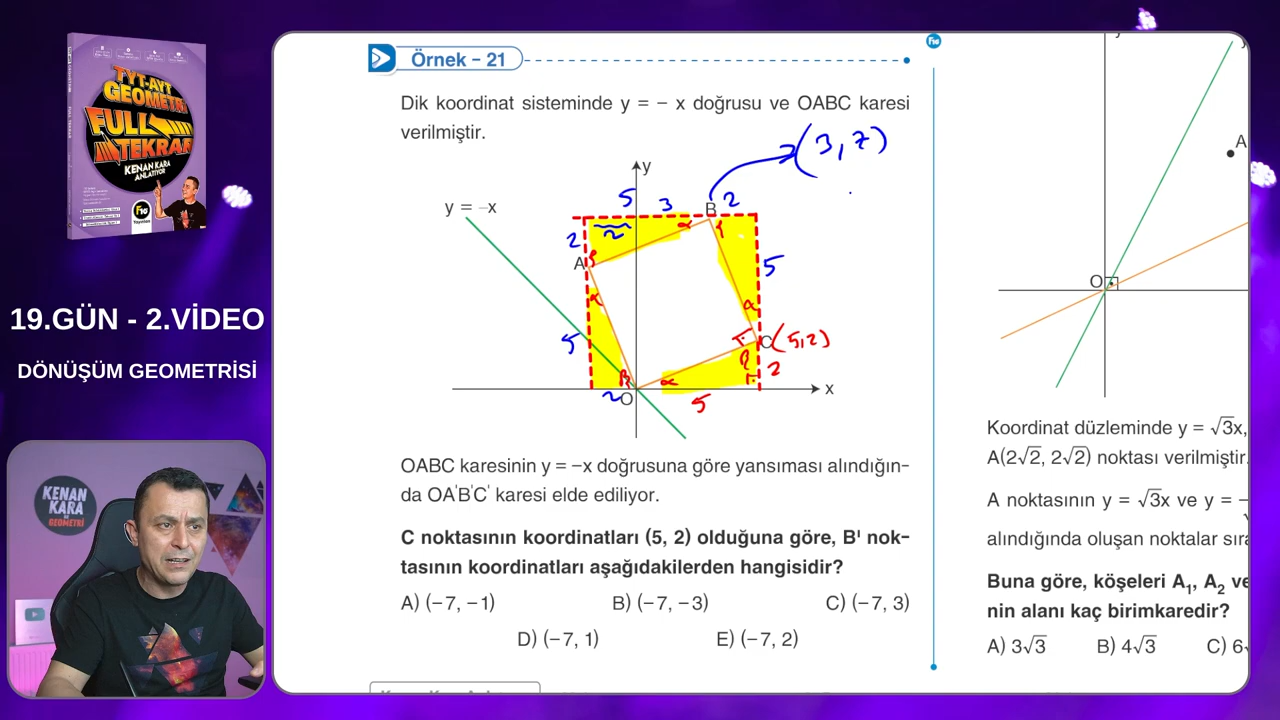 TYT-AYT
GEOMETRİ
FULL
TEKRAR
KENAN KARA
ANLATIYOR
19.GÜN - 2.VİDEO
DÖNÜŞÜM GEOMETRİSİ
KENAN
KARA
GEOMETRİ
Örnek – 21
Dik koordinat sisteminde y = – x doğrusu ve OABC karesi
verilmiştir.
(3, 7)
y
y = –x
5
3
B
2
2
2
α
A
β
β
5
α
α
5
C
(5,2)
β
2
β
α
O
2
5
x
OABC karesinin y = –x doğrusuna göre yansıması alındığın-
da OA'B'C' karesi elde ediliyor.
C noktasının koordinatları (5, 2) olduğuna göre, B' nok-
tasının koordinatları aşağıdakilerden hangisidir?
A) (–7, –1) B) (–7, –3) C) (–7, 3)
D) (–7, 1) E) (–7, 2)
A
O
Koordinat düzleminde y = √3x,
A(2√2, 2√2) noktası verilmiştir.
A noktasının y = √3x ve y =
alındığında oluşan noktalar sıra
Buna göre, köşeleri A₁, A₂ ve
nin alanı kaç birimkaredir?
A) 3√3 B) 4√3 C) 6